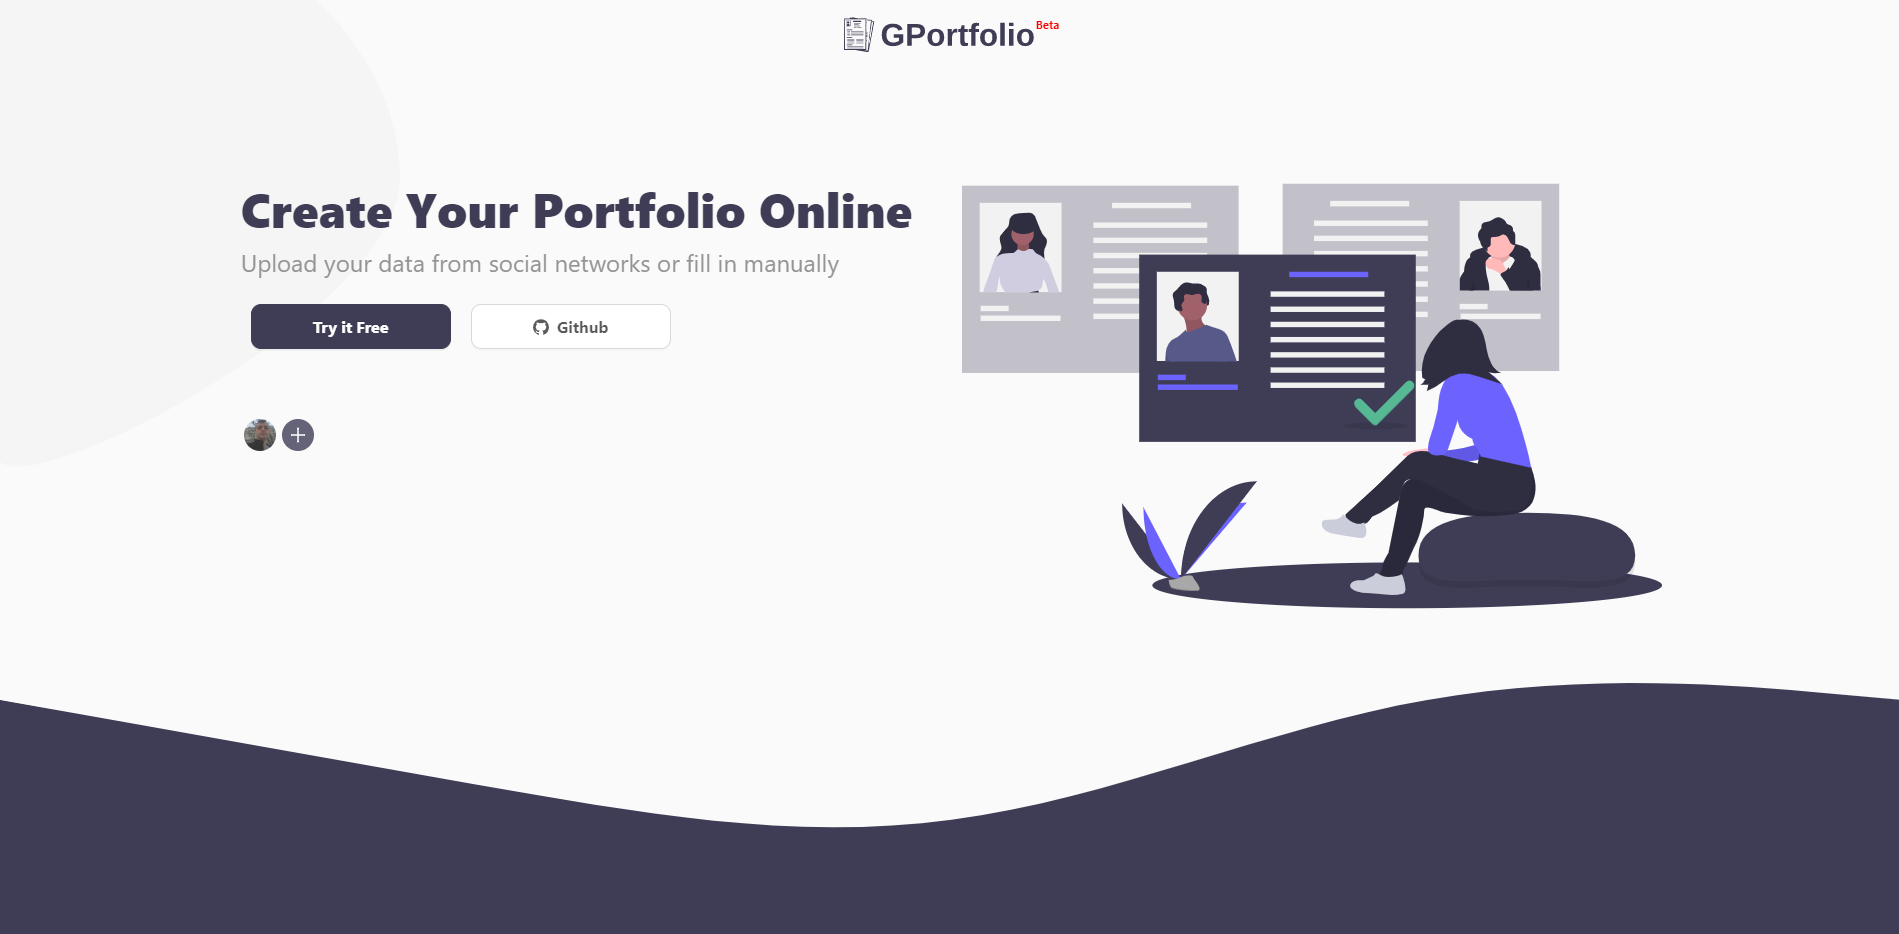 GPortfolio Beta
Create Your Portfolio Online
Upload your data from social networks or fill in manually
Try it Free
Github